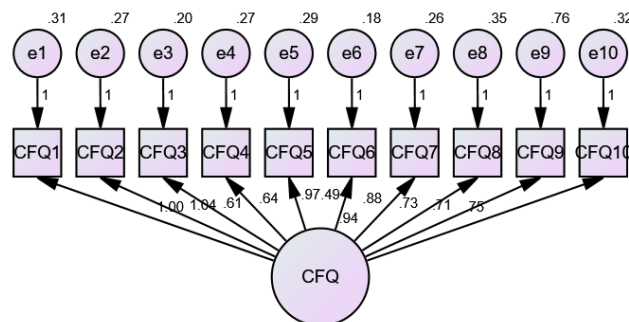 .31 .27 .20 .27 .29 .18 .26 .35 .76 .32
e1 e2 e3 e4 e5 e6 e7 e8 e9 e10
1 1 1 1 1 1 1 1 1 1
CFQ1 CFQ2 CFQ3 CFQ4 CFQ5 CFQ6 CFQ7 CFQ8 CFQ9 CFQ10
1.00 1.04 .61 .64 .97 .49 .94 .88 .73 .71 .75
CFQ